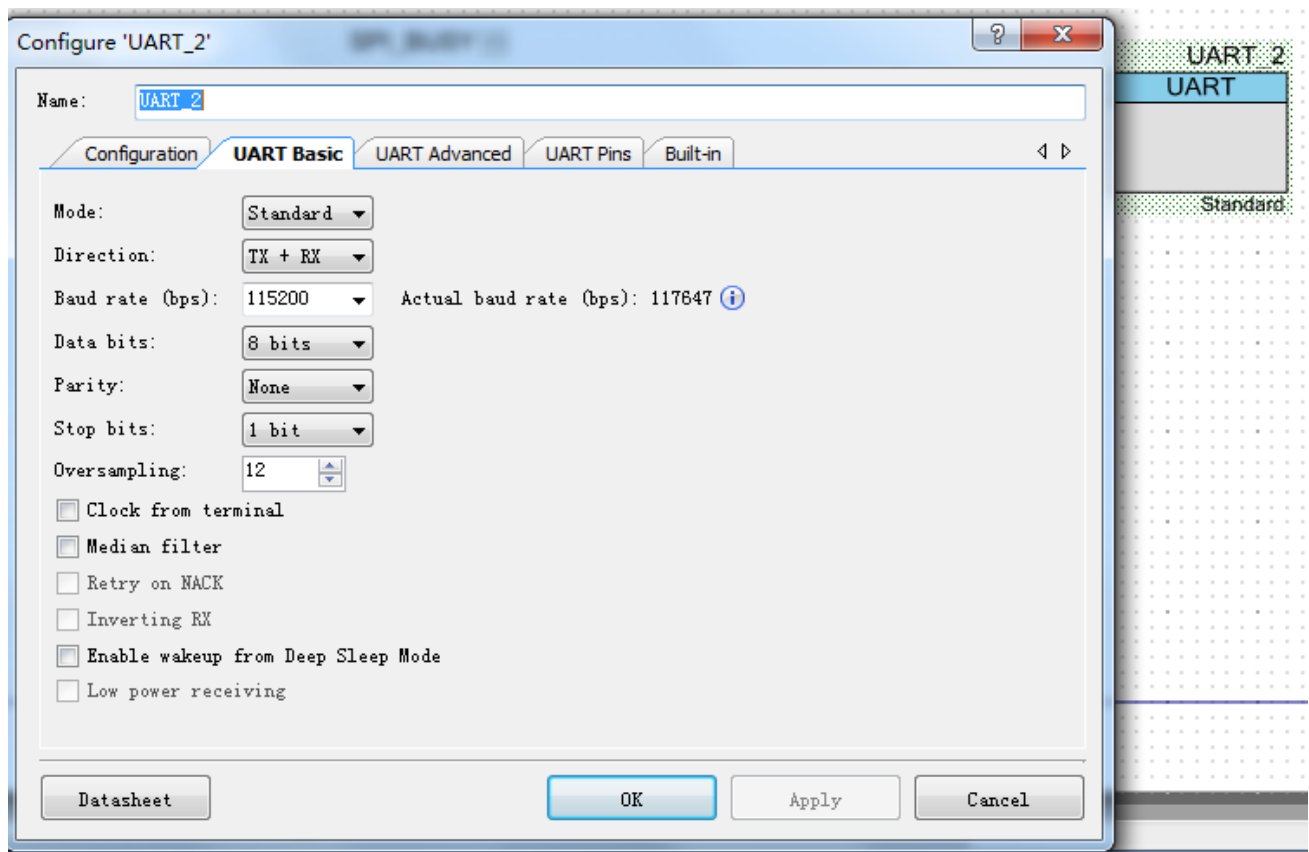 Configure 'UART_2'
Name: UART_2
Configuration UART Basic UART Advanced UART Pins Built-in
Mode: Standard
Direction: TX + RX
Baud rate (bps): 115200 Actual baud rate (bps): 117647
Data bits: 8 bits
Parity: None
Stop bits: 1 bit
Oversampling: 12
Clock from terminal
Median filter
Retry on NACK
Inverting RX
Enable wakeup from Deep Sleep Mode
Low power receiving
Datasheet OK Apply Cancel
UART_2
UART
Standard